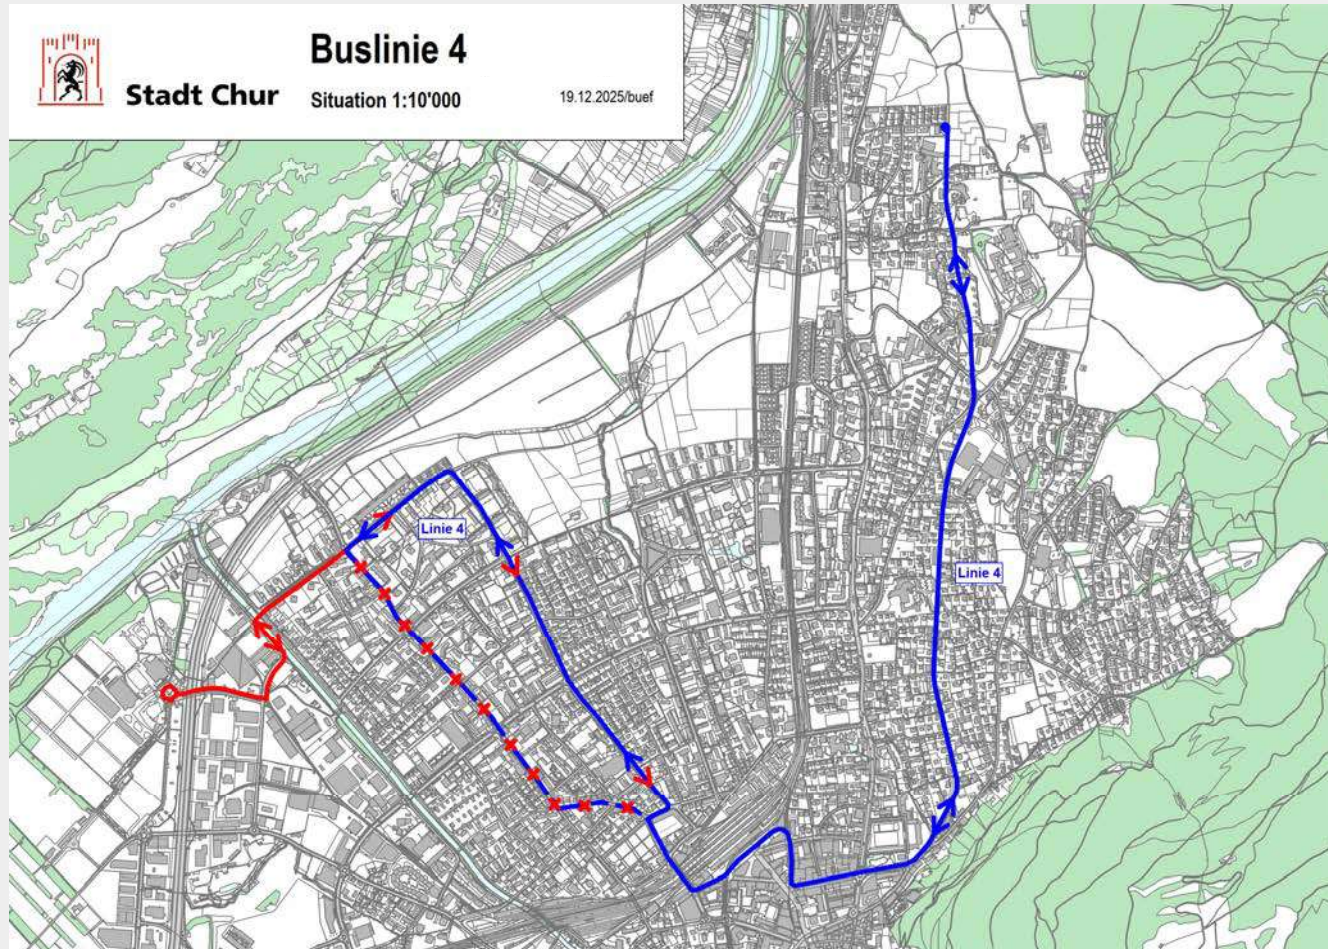 Buslinie 4
Stadt Chur
Situation 1:10'000
19.12.2025/buef
Linie 4
Linie 4